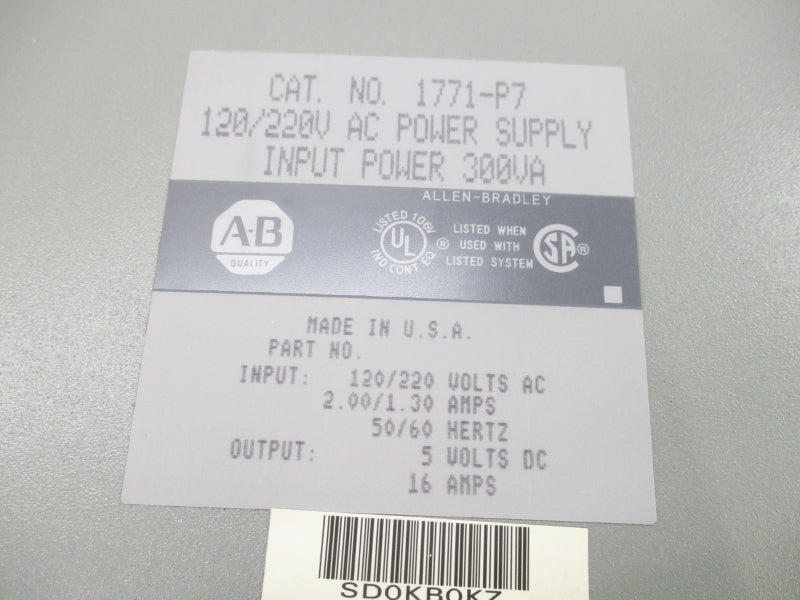 CAT. NO. 1771-P7
120/220V AC POWER SUPPLY
INPUT POWER 300VA
ALLEN-BRADLEY
A-B
QUALITY
LISTED 106V
UL ®
IND CONT EQ
LISTED WHEN
USED WITH
LISTED SYSTEM
SA ®
MADE IN U.S.A.
PART NO.
INPUT: 120/220 VOLTS AC
2.00/1.30 AMPS
50/60 HERTZ
OUTPUT: 5 VOLTS DC
16 AMPS